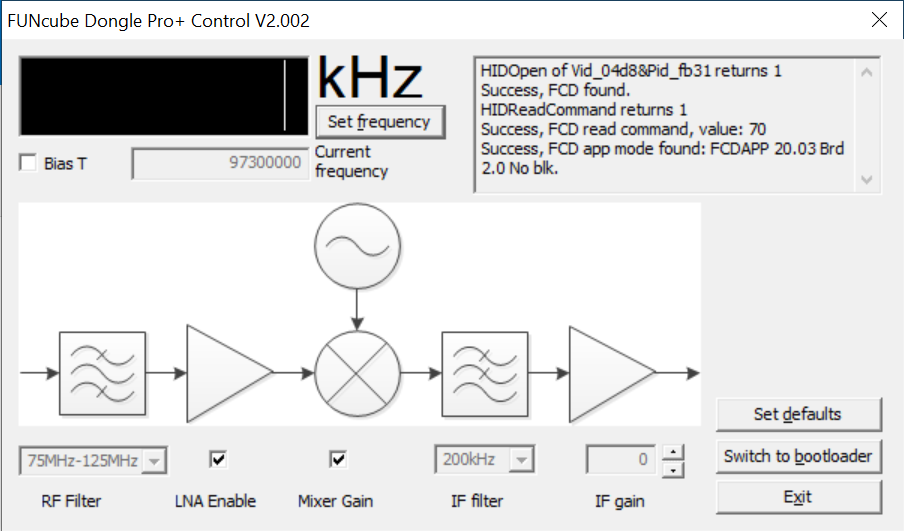 FUNcube Dongle Pro+ Control V2.002
kHz
Set frequency
Bias T
97300000
Current
frequency
HIDOpen of Vid_04d8&Pid_fb31 returns 1
Success, FCD found.
HIDReadCommand returns 1
Success, FCD read command, value: 70
Success, FCD app mode found: FCDAPP 20.03 Brd
2.0 No blk.
75MHz-125MHz
200kHz
0
RF Filter
LNA Enable
Mixer Gain
IF filter
IF gain
Set defaults
Switch to bootloader
Exit